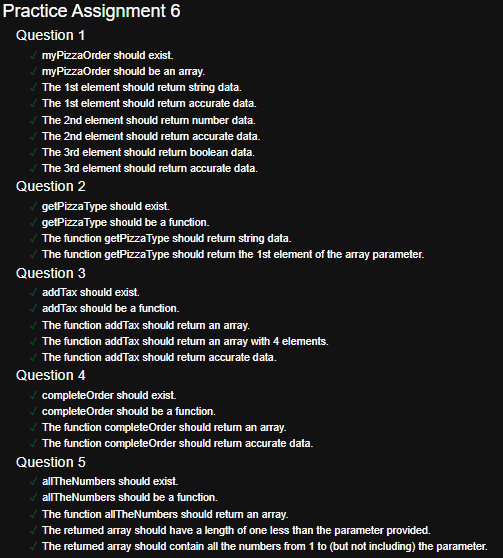 Practice Assignment 6
Question 1
✓ myPizzaOrder should exist.
✓ myPizzaOrder should be an array.
✓ The 1st element should return string data.
✓ The 1st element should return accurate data.
✓ The 2nd element should return number data.
✓ The 2nd element should return accurate data.
✓ The 3rd element should return boolean data.
✓ The 3rd element should return accurate data.
Question 2
✓ getPizzaType should exist.
✓ getPizzaType should be a function.
✓ The function getPizzaType should return string data.
✓ The function getPizzaType should return the 1st element of the array parameter.
Question 3
✓ addTax should exist.
✓ addTax should be a function.
✓ The function addTax should return an array.
✓ The function addTax should return an array with 4 elements.
✓ The function addTax should return accurate data.
Question 4
✓ completeOrder should exist.
✓ completeOrder should be a function.
✓ The function completeOrder should return an array.
✓ The function completeOrder should return accurate data.
Question 5
✓ allTheNumbers should exist.
✓ allTheNumbers should be a function.
✓ The function allTheNumbers should return an array.
✓ The returned array should have a length of one less than the parameter provided.
✓ The returned array should contain all the numbers from 1 to (but not including) the parameter.